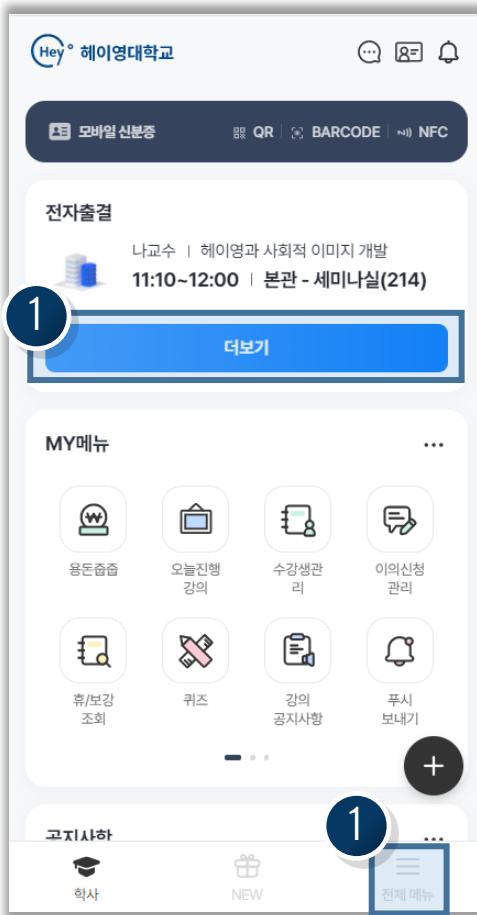 Hey° 헤이영대학교
모바일 신분증 QR BARCODE NFC
전자출결
나교수 | 헤이영과 사회적 이미지 개발
11:10~12:00 | 본관 - 세미나실(214)
1
더보기
MY메뉴
용돈줍줍 오늘진행 수강생관 이의신청
강의 리 관리
휴/보강 퀴즈 강의 푸시
조회 공지사항 보내기
+
공지사항
1
학사 NEW 전체 메뉴